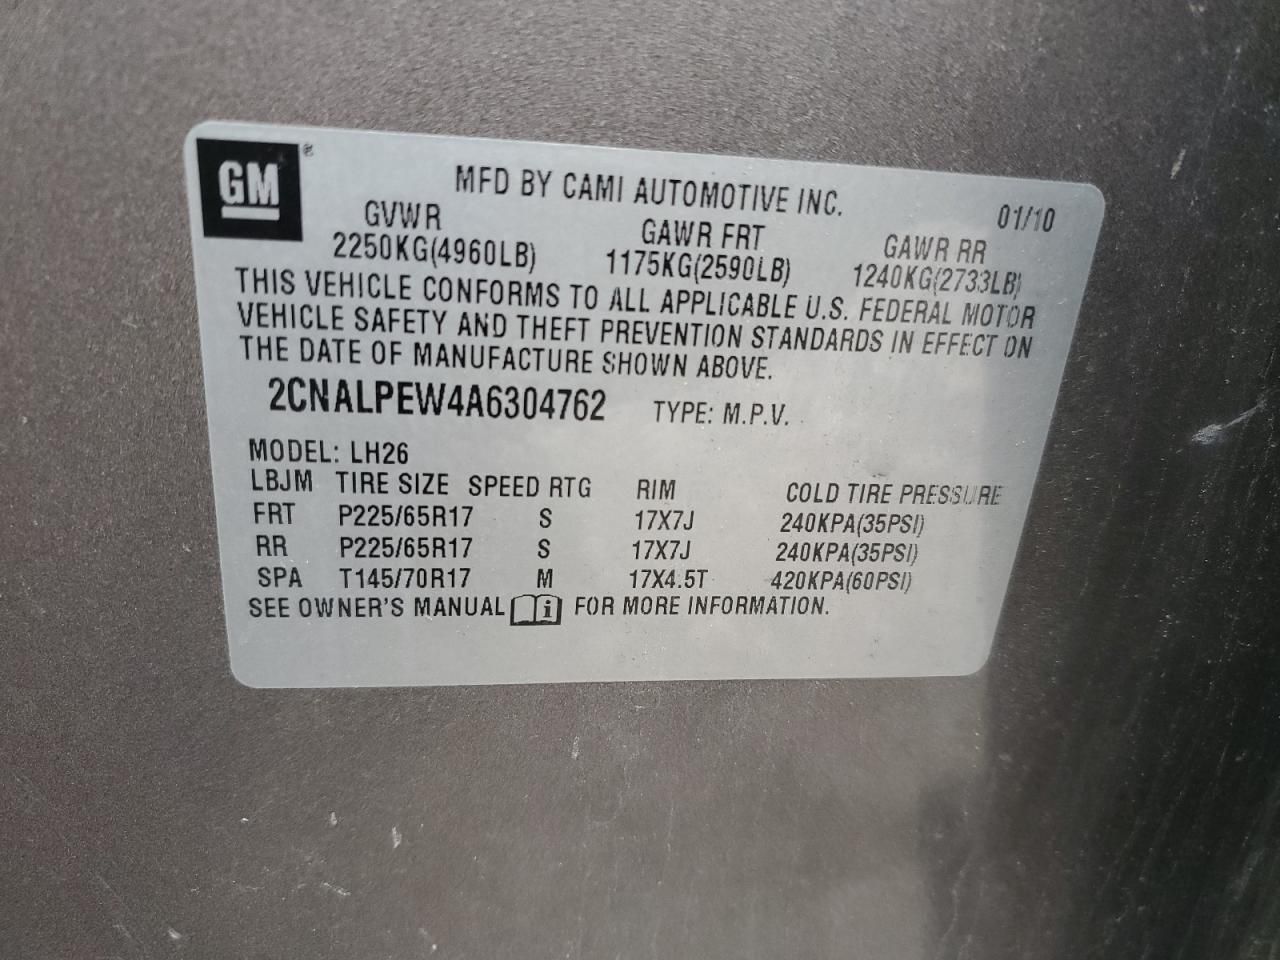 GM®
MFD BY CAMI AUTOMOTIVE INC.
01/10
GVWR GAWR FRT GAWR RR
2250KG(4960LB) 1175KG(2590LB) 1240KG(2733LB)
THIS VEHICLE CONFORMS TO ALL APPLICABLE U.S. FEDERAL MOTOR
VEHICLE SAFETY AND THEFT PREVENTION STANDARDS IN EFFECT ON
THE DATE OF MANUFACTURE SHOWN ABOVE.
2CNALPEW4A6304762 TYPE: M.P.V.
MODEL: LH26
LBJM TIRE SIZE SPEED RTG RIM COLD TIRE PRESSURE
FRT P225/65R17 S 17X7J 240KPA(35PSI)
RR P225/65R17 S 17X7J 240KPA(35PSI)
SPA T145/70R17 M 17X4.5T 420KPA(60PSI)
SEE OWNER'S MANUAL i FOR MORE INFORMATION.